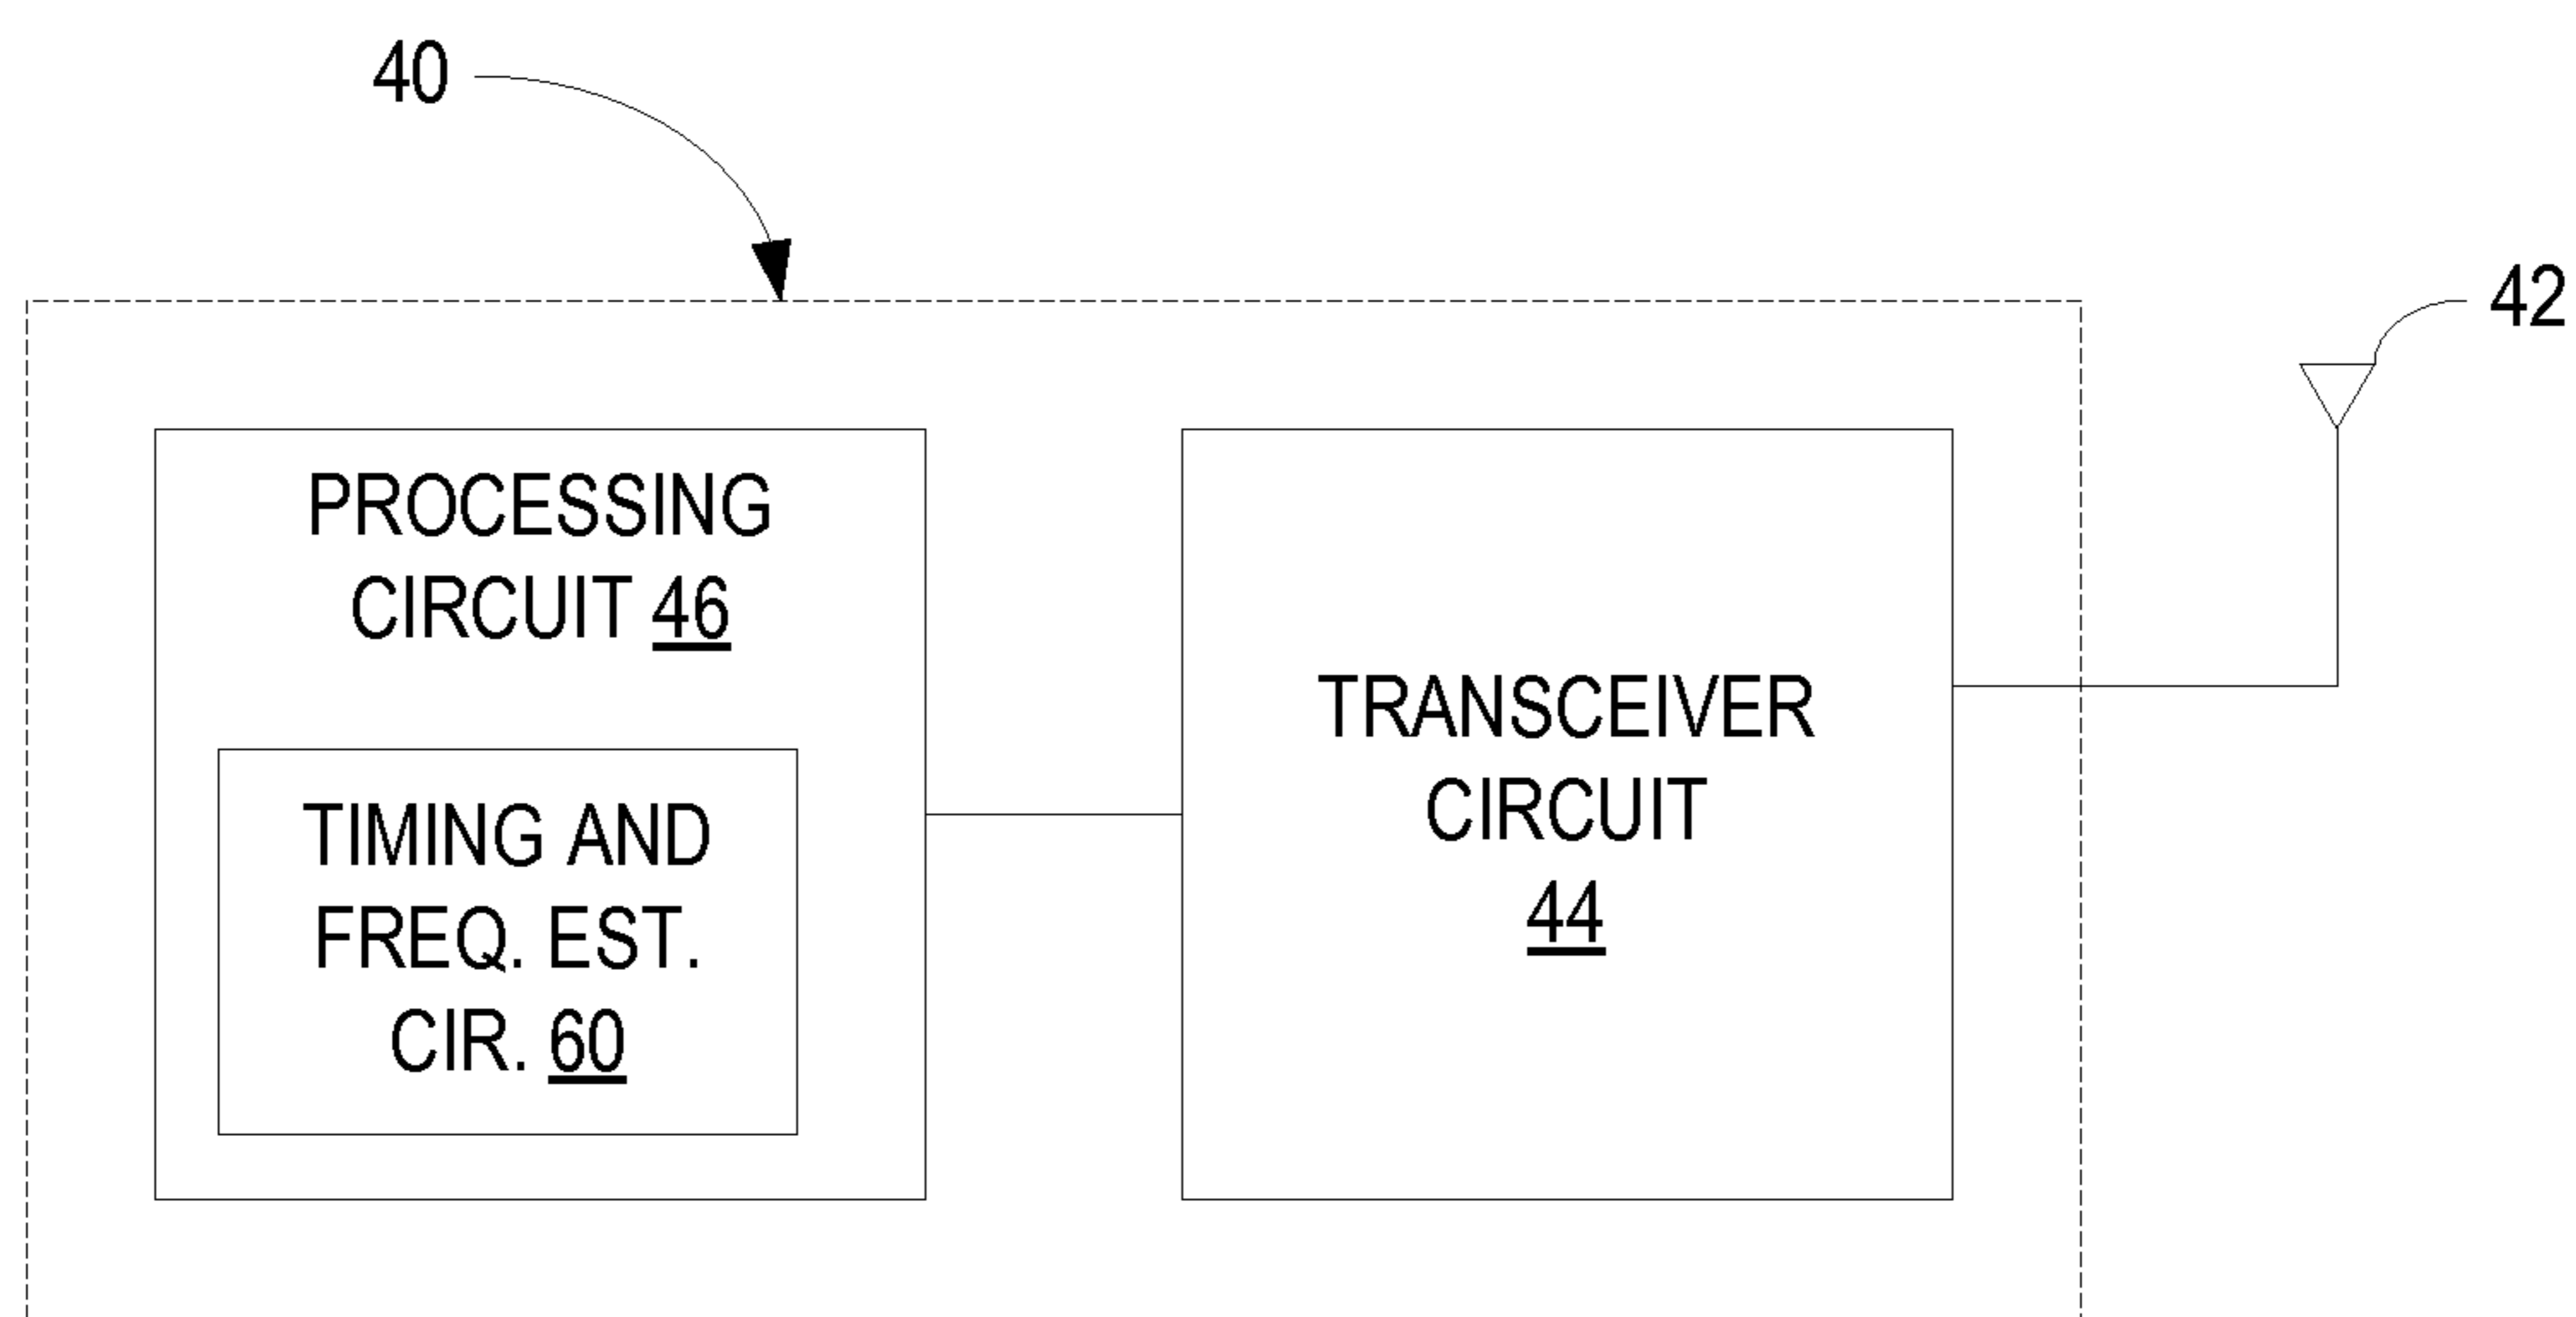 40
42
PROCESSING
CIRCUIT 46
TRANSCEIVER
CIRCUIT
44
TIMING AND
FREQ. EST.
CIR. 60